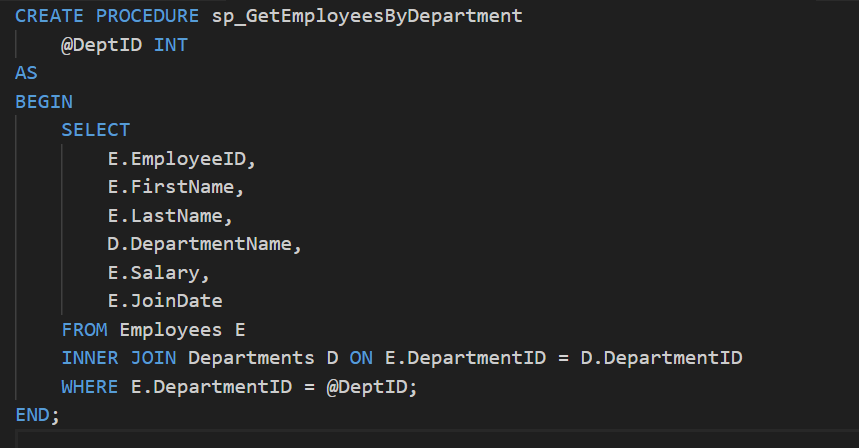 CREATE PROCEDURE sp_GetEmployeesByDepartment
    @DeptID INT
AS
BEGIN
    SELECT
        E.EmployeeID,
        E.FirstName,
        E.LastName,
        D.DepartmentName,
        E.Salary,
        E.JoinDate
    FROM Employees E
    INNER JOIN Departments D ON E.DepartmentID = D.DepartmentID
    WHERE E.DepartmentID = @DeptID;
END;